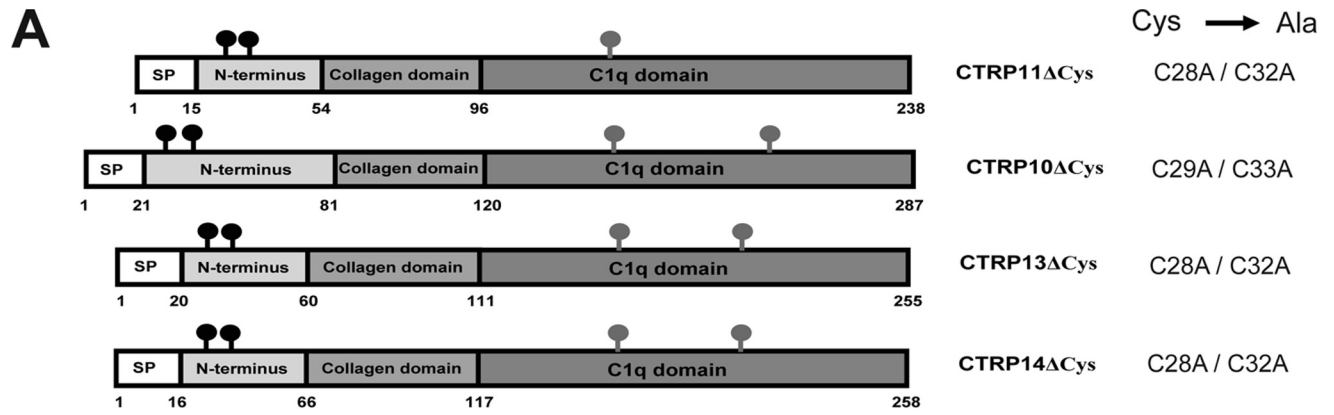 A
Cys → Ala
SP N-terminus Collagen domain C1q domain CTRP11ΔCys C28A / C32A
1 15 54 96 238
SP N-terminus Collagen domain C1q domain CTRP10ΔCys C29A / C33A
1 21 81 120 287
SP N-terminus Collagen domain C1q domain CTRP13ΔCys C28A / C32A
1 20 60 111 255
SP N-terminus Collagen domain C1q domain CTRP14ΔCys C28A / C32A
1 16 66 117 258